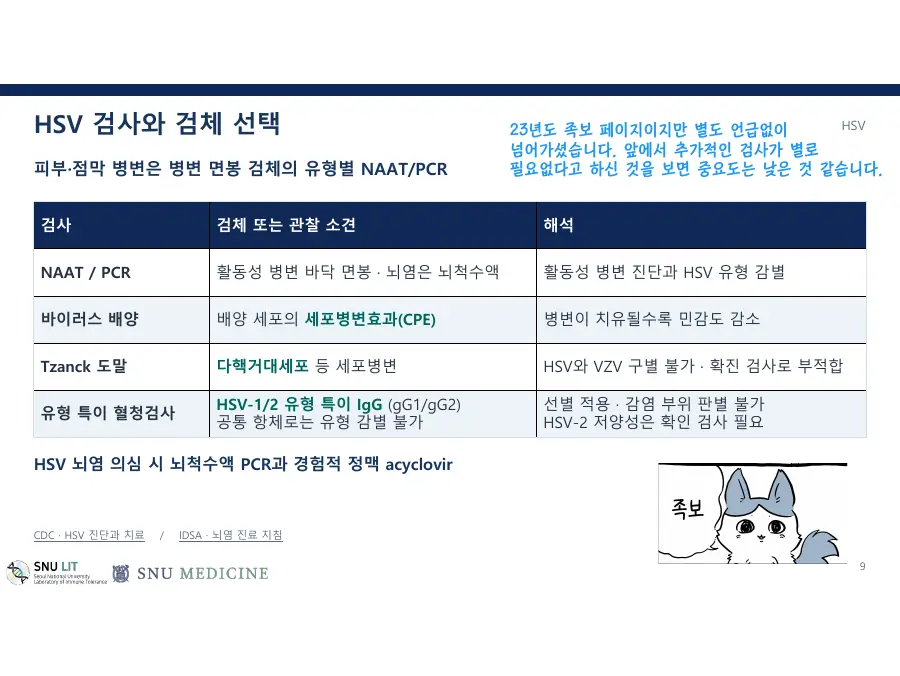 HSV 검사와 검체 선택
23년도 족보 페이지이지만 별도 언급없이
넘어가셨습니다. 앞에서 추가적인 검사가 별로
필요없다고 하신 것을 보면 중요도는 낮은 것 같습니다.
HSV
피부·점막 병변은 병변 면봉 검체의 유형별 NAAT/PCR
검사 검체 또는 관찰 소견 해석
NAAT / PCR 활동성 병변 바닥 면봉 · 뇌염은 뇌척수액 활동성 병변 진단과 HSV 유형 감별
바이러스 배양 배양 세포의 세포병변효과(CPE) 병변이 치유될수록 민감도 감소
Tzanck 도말 다핵거대세포 등 세포병변 HSV와 VZV 구별 불가 · 확진 검사로 부적합
유형 특이 혈청검사 HSV-1/2 유형 특이 IgG (gG1/gG2) 선별 적용 · 감염 부위 판별 불가
공통 항체로는 유형 감별 불가 HSV-2 저양성은 확인 검사 필요
HSV 뇌염 의심 시 뇌척수액 PCR과 경험적 정맥 acyclovir
족보
CDC · HSV 진단과 치료 / IDSA · 뇌염 진료 지침
SNU LIT
Seoul National University
Laboratory of Immune Tolerance
SNU MEDICINE
9